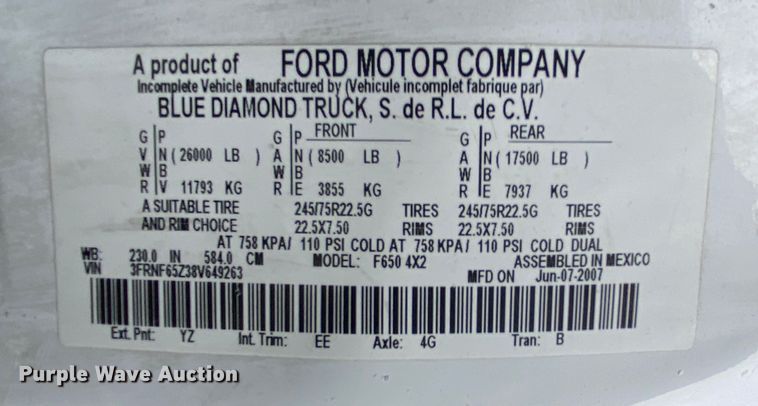 A product of FORD MOTOR COMPANY
Incomplete Vehicle Manufactured by (Vehicule incomplet fabrique par)
BLUE DIAMOND TRUCK, S. de R.L. de C.V.
G P G P FRONT G P REAR
V N ( 26000 LB ) A N ( 8500 LB ) A N ( 17500 LB )
W B W B W B
R V 11793 KG R E 3855 KG R E 7937 KG
A SUITABLE TIRE 245/75R22.5G TIRES 245/75R22.5G TIRES
AND RIM CHOICE 22.5X7.50 RIMS 22.5X7.50 RIMS
AT 758 KPA/ 110 PSI COLD AT 758 KPA/ 110 PSI COLD DUAL
WB: 230.0 IN 584.0 CM MODEL: F650 4X2 ASSEMBLED IN MEXICO
VIN 3FRNF65Z38V649263 MFD ON Jun-07-2007
Ext. Pnt: YZ Int. Trim: EE Axle: 4G Tran: B
Purple Wave Auction